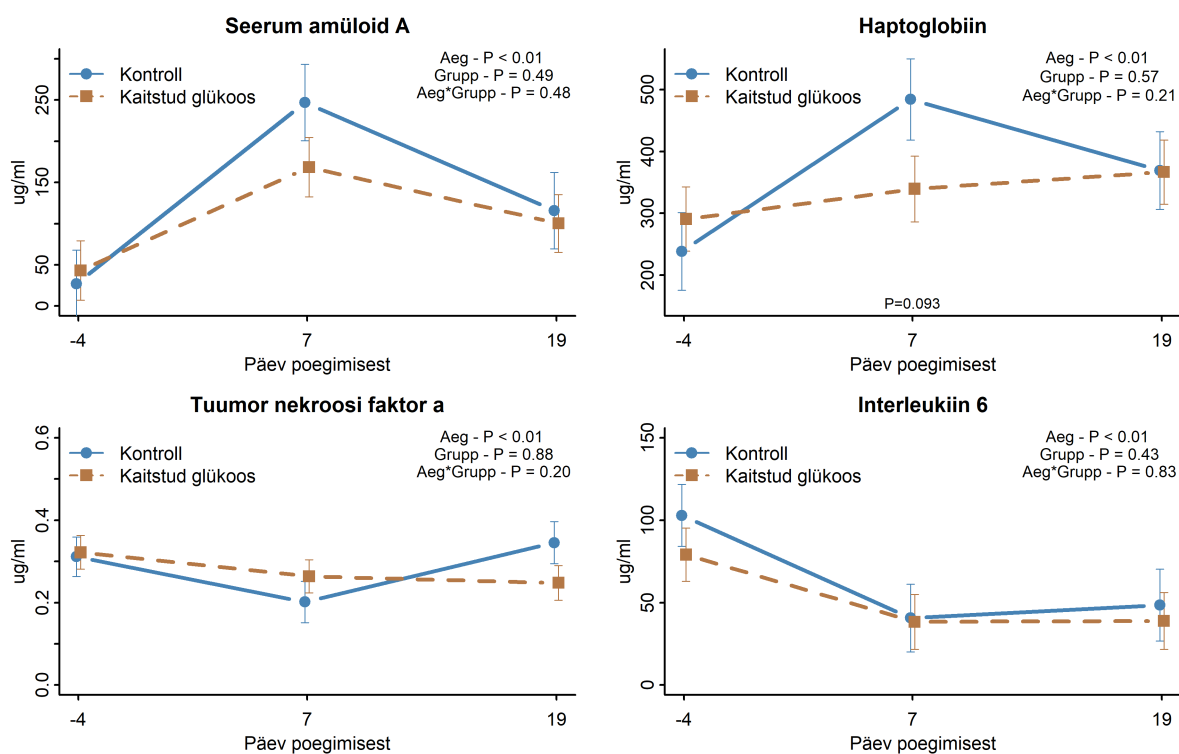 Seerum amüloid A
Aeg - P < 0.01
Grupp - P = 0.49
Aeg*Grupp - P = 0.48
Kontroll
Kaitstud glükoos
ug/ml
250
150
50
0
-4
7
19
Päev poegimisest
Haptoglobiin
Aeg - P < 0.01
Grupp - P = 0.57
Aeg*Grupp - P = 0.21
Kontroll
Kaitstud glükoos
ug/ml
500
400
300
200
P=0.093
-4
7
19
Päev poegimisest
Tuumor nekroosi faktor a
Aeg - P < 0.01
Grupp - P = 0.88
Aeg*Grupp - P = 0.20
Kontroll
Kaitstud glükoos
ug/ml
0.6
0.4
0.2
0.0
-4
7
19
Päev poegimisest
Interleukiin 6
Aeg - P < 0.01
Grupp - P = 0.43
Aeg*Grupp - P = 0.83
Kontroll
Kaitstud glükoos
ug/ml
150
100
50
0
-4
7
19
Päev poegimisest